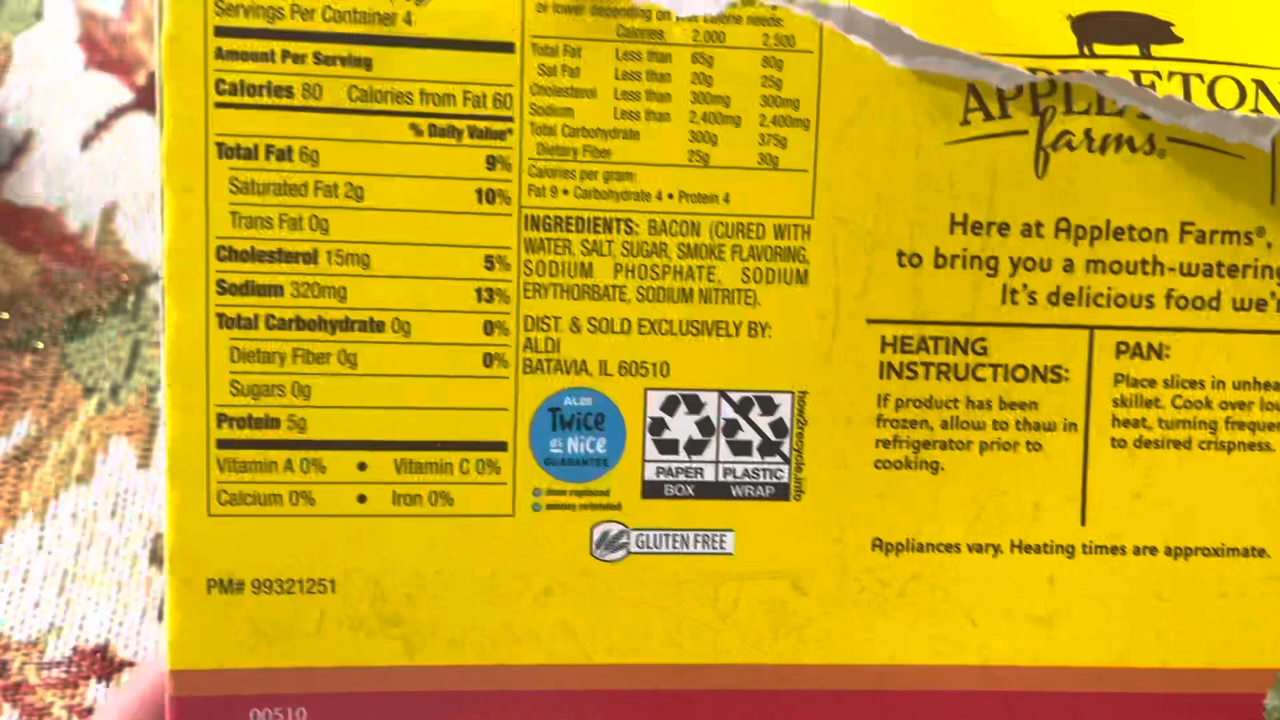 Servings Per Container 4
Amount Per Serving
Calories 80 Calories from Fat 60
% Daily Value*
Total Fat 6g 9%
Saturated Fat 2g 10%
Trans Fat 0g
Cholesterol 15mg 5%
Sodium 320mg 13%
Total Carbohydrate 0g 0%
Dietary Fiber 0g 0%
Sugars 0g
Protein 5g
Vitamin A 0% • Vitamin C 0%
Calcium 0% • Iron 0%
PM# 99321251
00510
or lower depending on your calorie needs:
Calories 2,000 2,500
Total Fat Less than 65g 80g
Sat Fat Less than 20g 25g
Cholesterol Less than 300mg 300mg
Sodium Less than 2,400mg 2,400mg
Total Carbohydrate 300g 375g
Dietary Fiber 25g 30g
Calories per gram:
Fat 9 • Carbohydrate 4 • Protein 4
INGREDIENTS: BACON (CURED WITH
WATER, SALT, SUGAR, SMOKE FLAVORING,
SODIUM PHOSPHATE, SODIUM
ERYTHORBATE, SODIUM NITRITE).
DIST. & SOLD EXCLUSIVELY BY:
ALDI
BATAVIA, IL 60510
ALDI
Twice
as Nice
GUARANTEE
item replaced
money refunded
PAPER PLASTIC
BOX WRAP
how2recycle.info
GLUTEN FREE
APPLETON
farms®
Here at Appleton Farms®,
to bring you a mouth-watering
It's delicious food we'
HEATING
INSTRUCTIONS:
If product has been
frozen, allow to thaw in
refrigerator prior to
cooking.
PAN:
Place slices in unhea
skillet. Cook over lo
heat, turning freque
to desired crispness.
Appliances vary. Heating times are approximate.